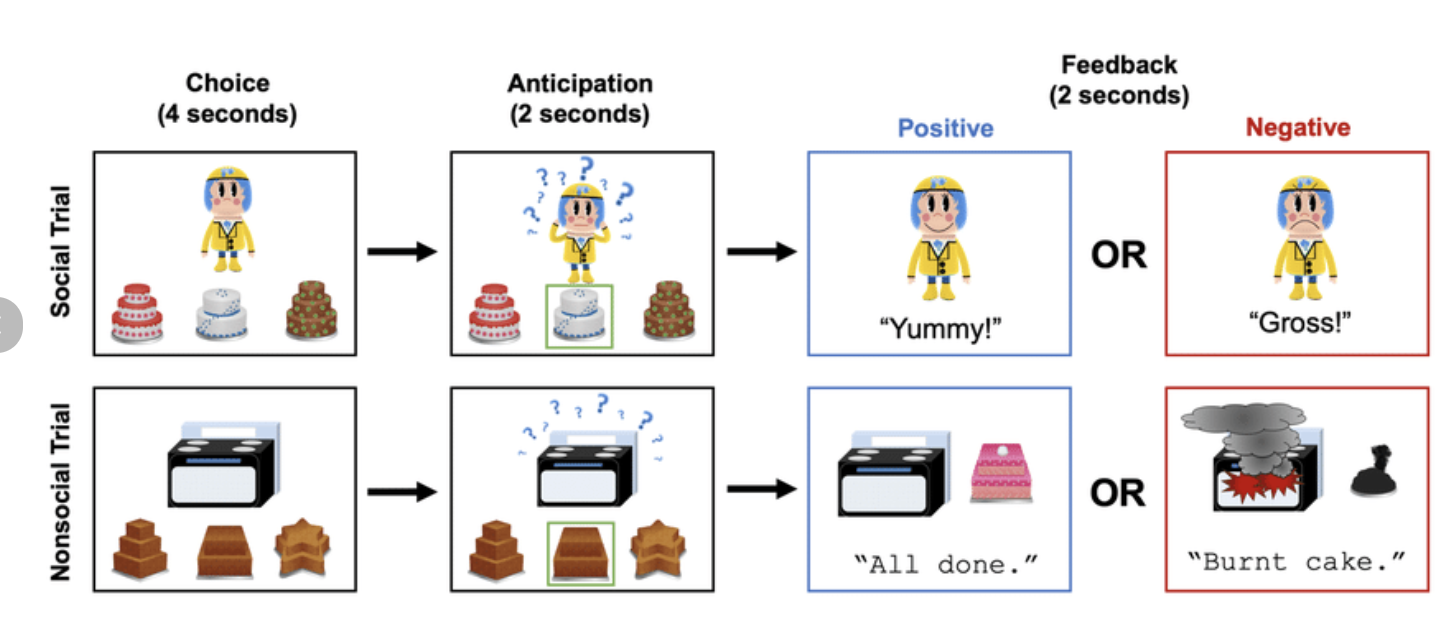 Choice
(4 seconds)
Anticipation
(2 seconds)
Feedback
(2 seconds)
Positive
Negative
Social Trial
? ? ? ? ? ? ? ? ? ?
“Yummy!”
OR
“Gross!”
Nonsocial Trial
? ? ? ? ? ? ? ?
“All done.”
OR
“Burnt cake.”